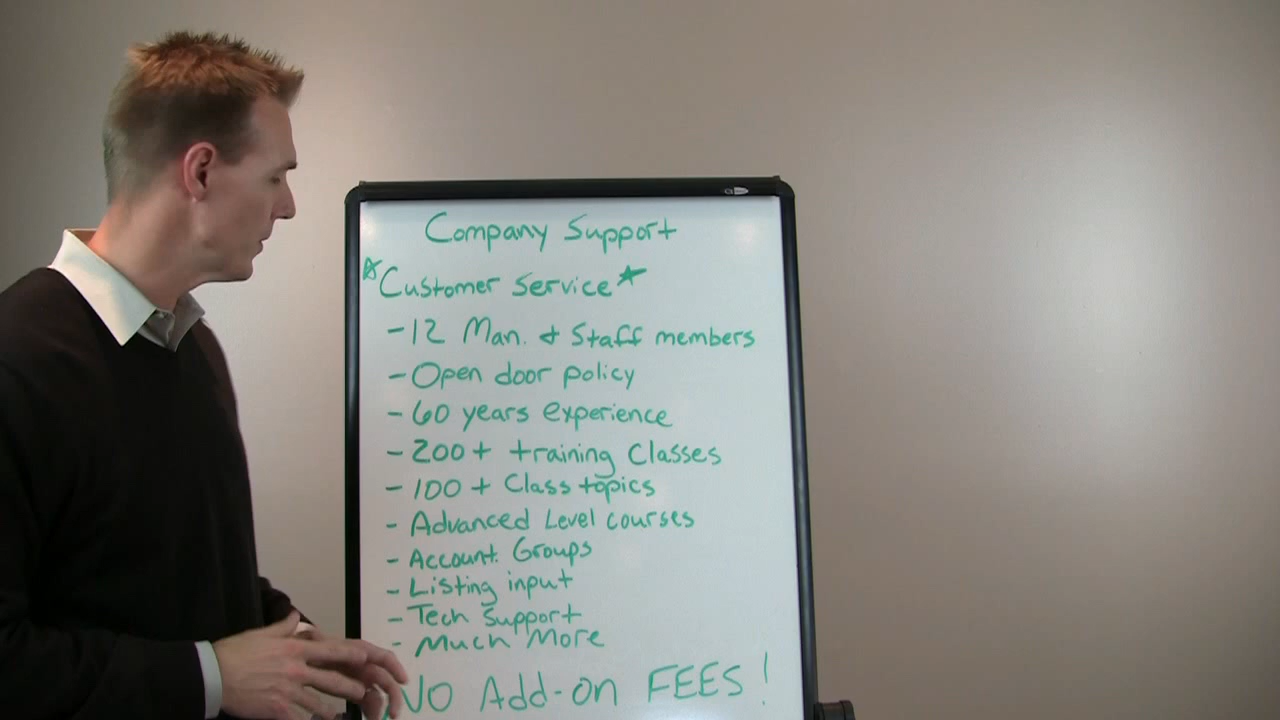 Company Support
*Customer Service*
- 12 Man. & Staff members
- Open door policy
- 60 years experience
- 200+ training Classes
- 100+ Class topics
- Advanced Level courses
- Account. Groups
- Listing input
- Tech Support
- Much More
NO Add-on FEES!